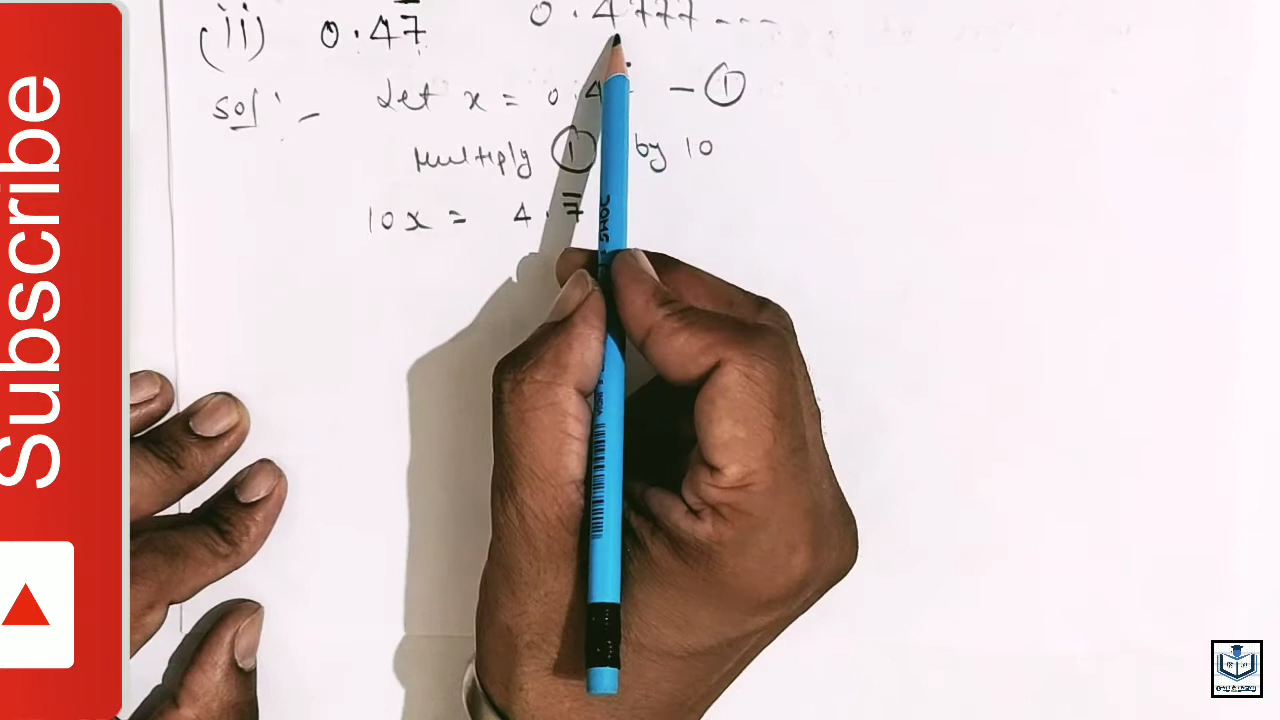 (ii) 0.47̅ 0.4777---
Sol:- Let x = 0.4 - ①
Multiply ① by 10
10x = 4.7̅
Subscribe